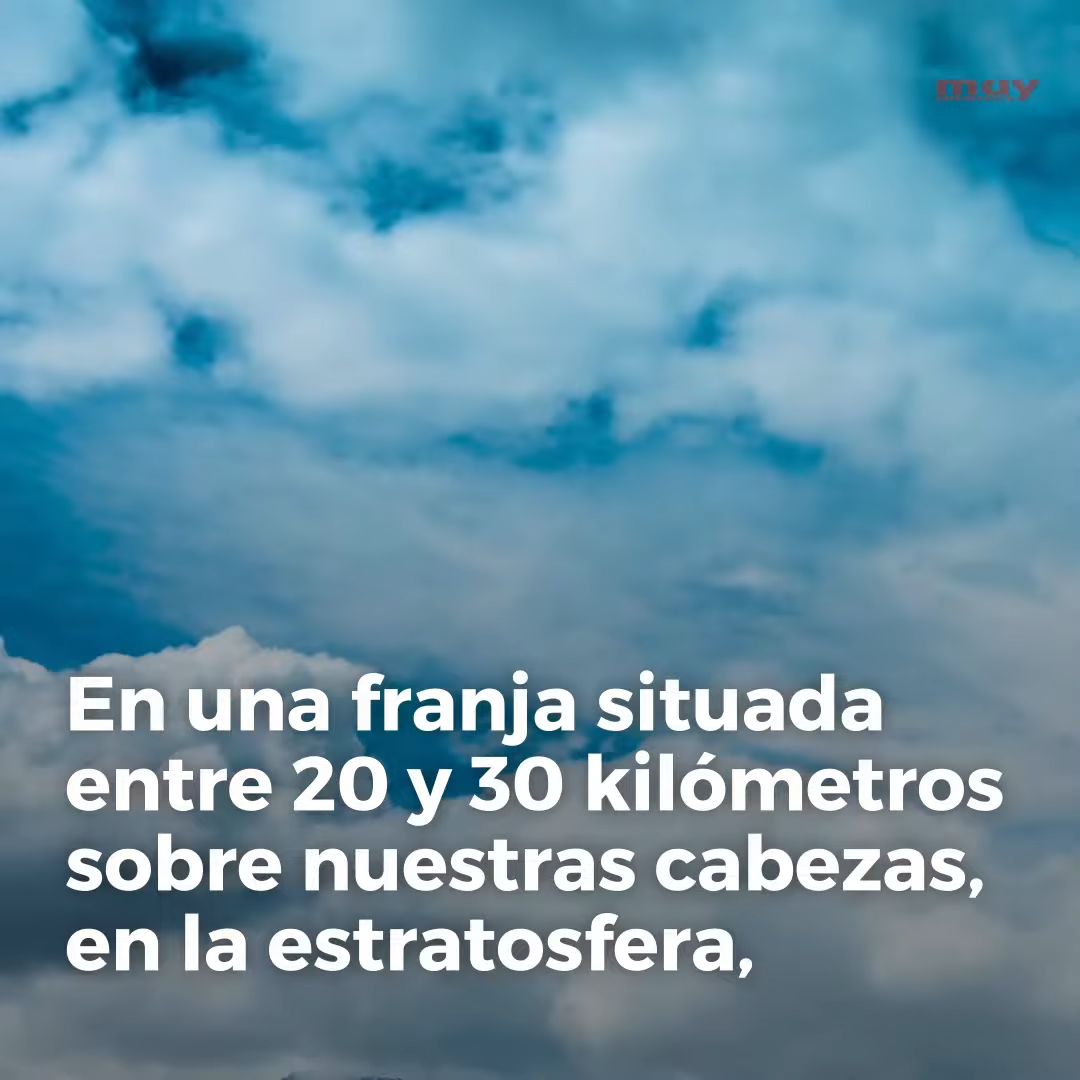 muy
En una franja situada
entre 20 y 30 kilómetros
sobre nuestras cabezas,
en la estratosfera,